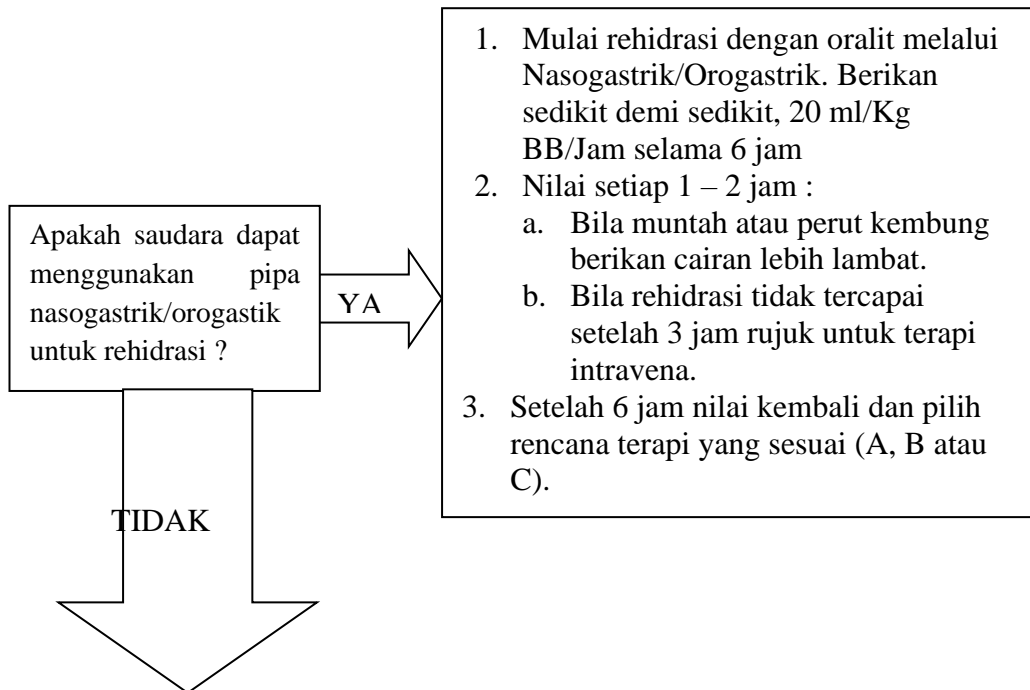 Apakah saudara dapat
menggunakan pipa
nasogastrik/orogastik
untuk rehidrasi ?
YA
1. Mulai rehidrasi dengan oralit melalui
Nasogastrik/Orogastrik. Berikan
sedikit demi sedikit, 20 ml/Kg
BB/Jam selama 6 jam
2. Nilai setiap 1 – 2 jam :
a. Bila muntah atau perut kembung
berikan cairan lebih lambat.
b. Bila rehidrasi tidak tercapai
setelah 3 jam rujuk untuk terapi
intravena.
3. Setelah 6 jam nilai kembali dan pilih
rencana terapi yang sesuai (A, B atau
C).
TIDAK